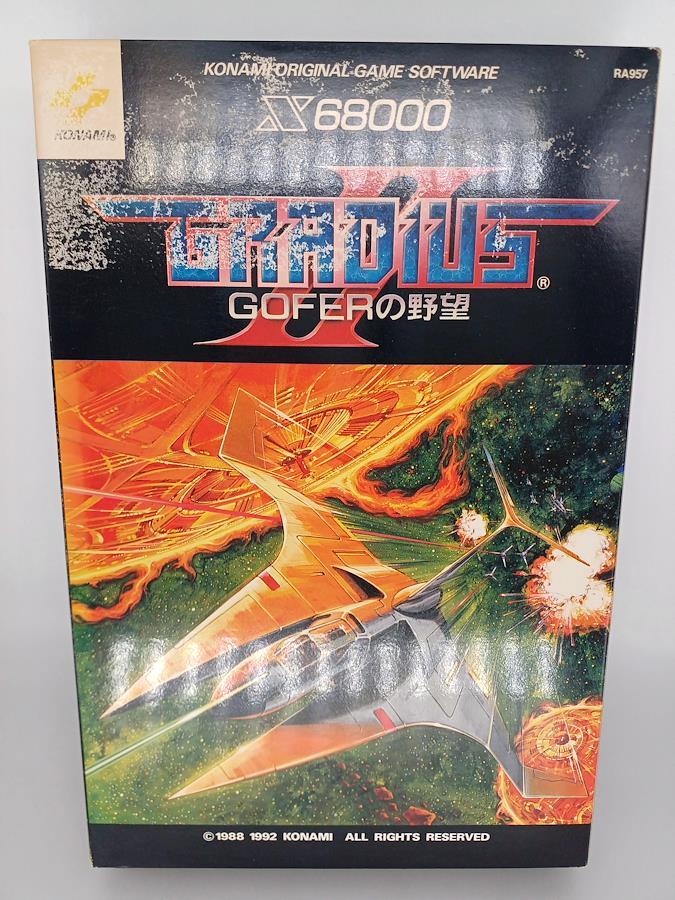 KONAMI ORIGINAL GAME SOFTWARE
RA957
KONAMI®
X68000
GRADIUS II ®
GOFERの野望
©1988 1992 KONAMI ALL RIGHTS RESERVED